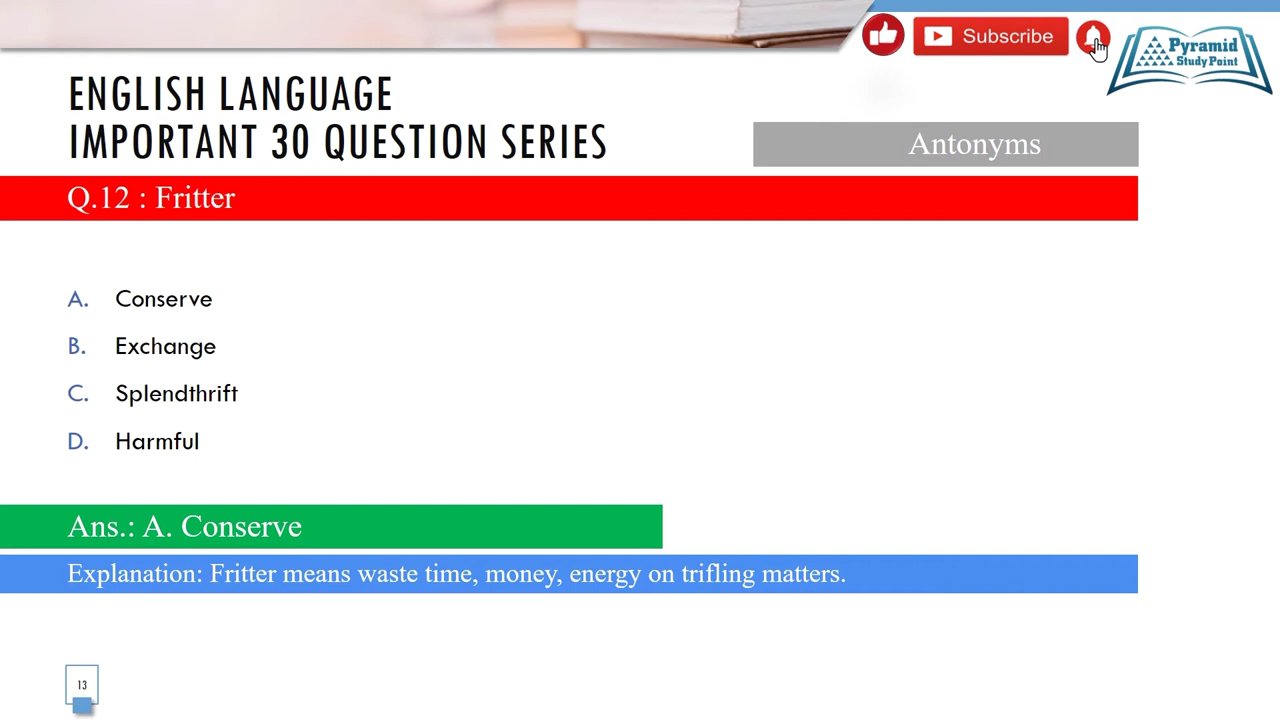 Subscribe
Pyramid
Study Point
ENGLISH LANGUAGE
IMPORTANT 30 QUESTION SERIES
Antonyms
Q.12 : Fritter
A. Conserve
B. Exchange
C. Splendthrift
D. Harmful
Ans.: A. Conserve
Explanation: Fritter means waste time, money, energy on trifling matters.
13